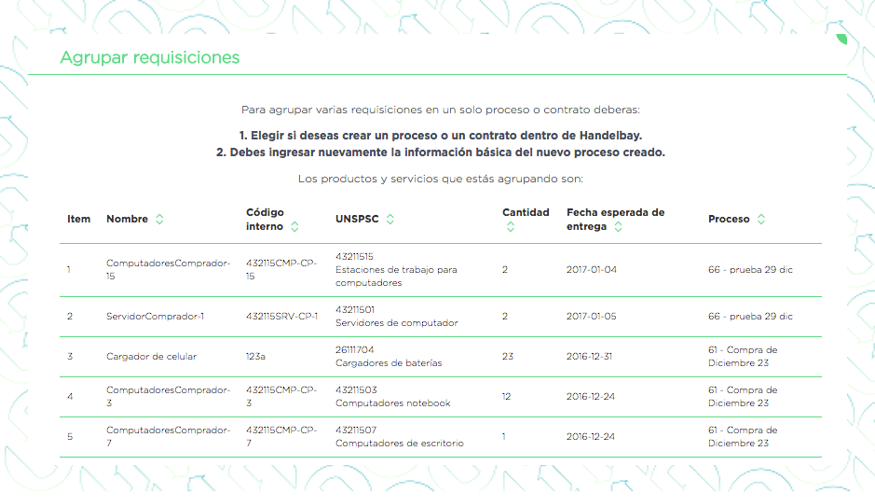 Agrupar requisiciones
Para agrupar varias requisiciones en un solo proceso o contrato deberas:
1. Elegir si deseas crear un proceso o un contrato dentro de Handelbay.
2. Debes ingresar nuevamente la información básica del nuevo proceso creado.
Los productos y servicios que estás agrupando son:
Item Nombre Código interno UNSPSC Cantidad Fecha esperada de entrega Proceso
1 ComputadoresComprador-15 432115CMP-CP-15 43211515 Estaciones de trabajo para computadores 2 2017-01-04 66 - prueba 29 dic
2 ServidorComprador-1 432115SRV-CP-1 43211501 Servidores de computador 2 2017-01-05 66 - prueba 29 dic
3 Cargador de celular 123a 26111704 Cargadores de baterías 23 2016-12-31 61 - Compra de Diciembre 23
4 ComputadoresComprador-3 432115CMP-CP-3 43211503 Computadores notebook 12 2016-12-24 61 - Compra de Diciembre 23
5 ComputadoresComprador-7 432115CMP-CP-7 43211507 Computadores de escritorio 1 2016-12-24 61 - Compra de Diciembre 23